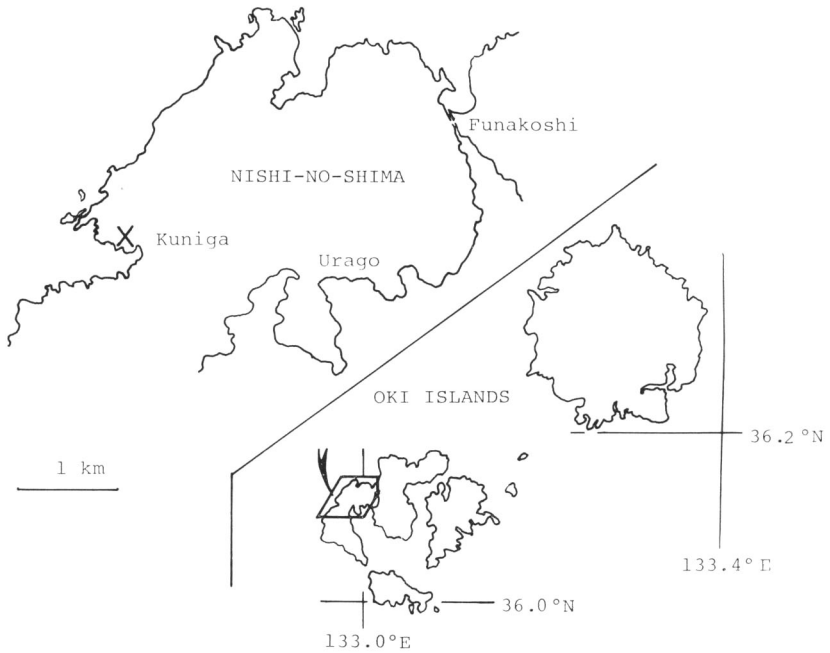 Funakoshi
NISHI-NO-SHIMA
Kuniga
Urago
OKI ISLANDS
36.2°N
1 km
133.4°E
36.0°N
133.0°E